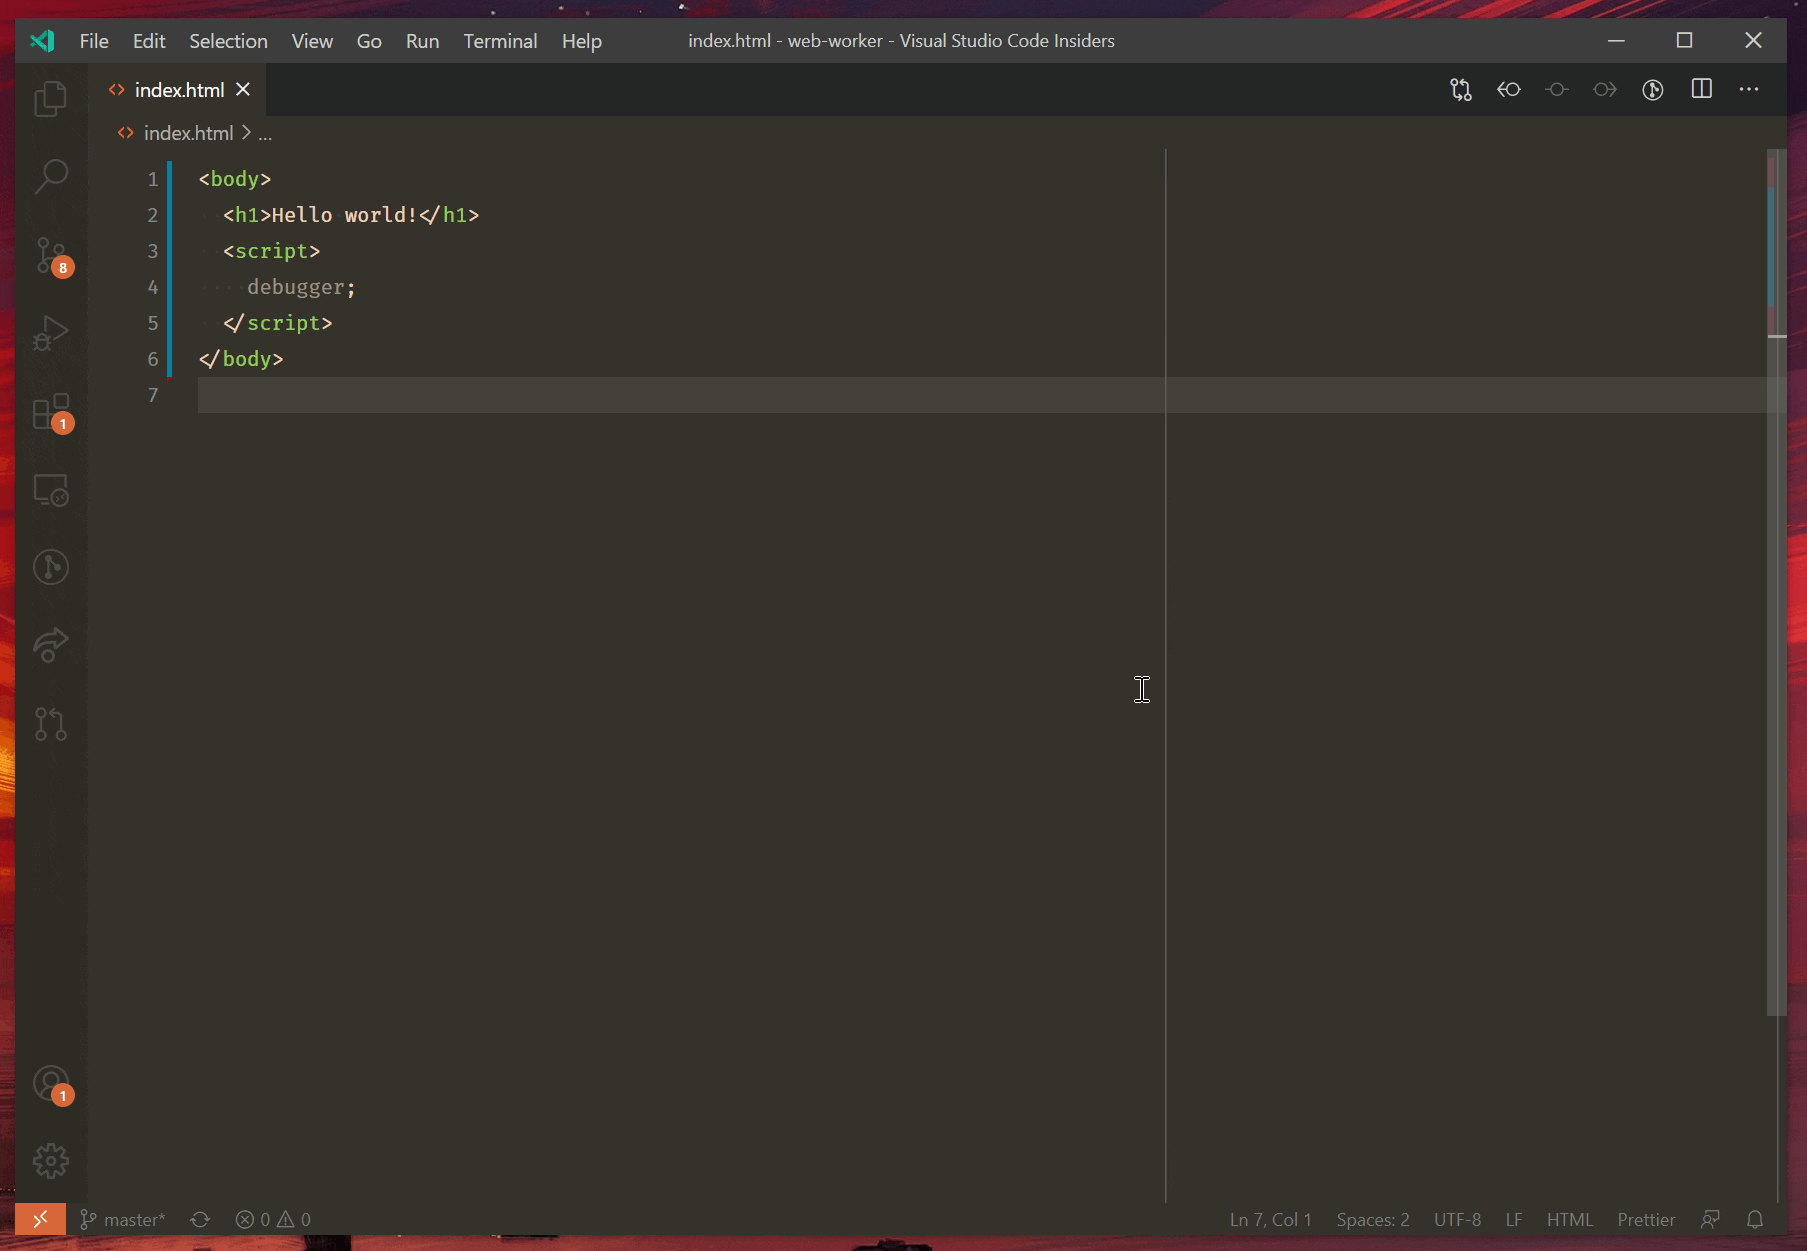 File Edit Selection View Go Run Terminal Help index.html - web-worker - Visual Studio Code Insiders
index.html
index.html > ...
1 <body>
2 <h1>Hello world!</h1>
3 <script>
4 debugger;
5 </script>
6 </body>
7
8
1
1
master* 0 0 Ln 7, Col 1 Spaces: 2 UTF-8 LF HTML Prettier